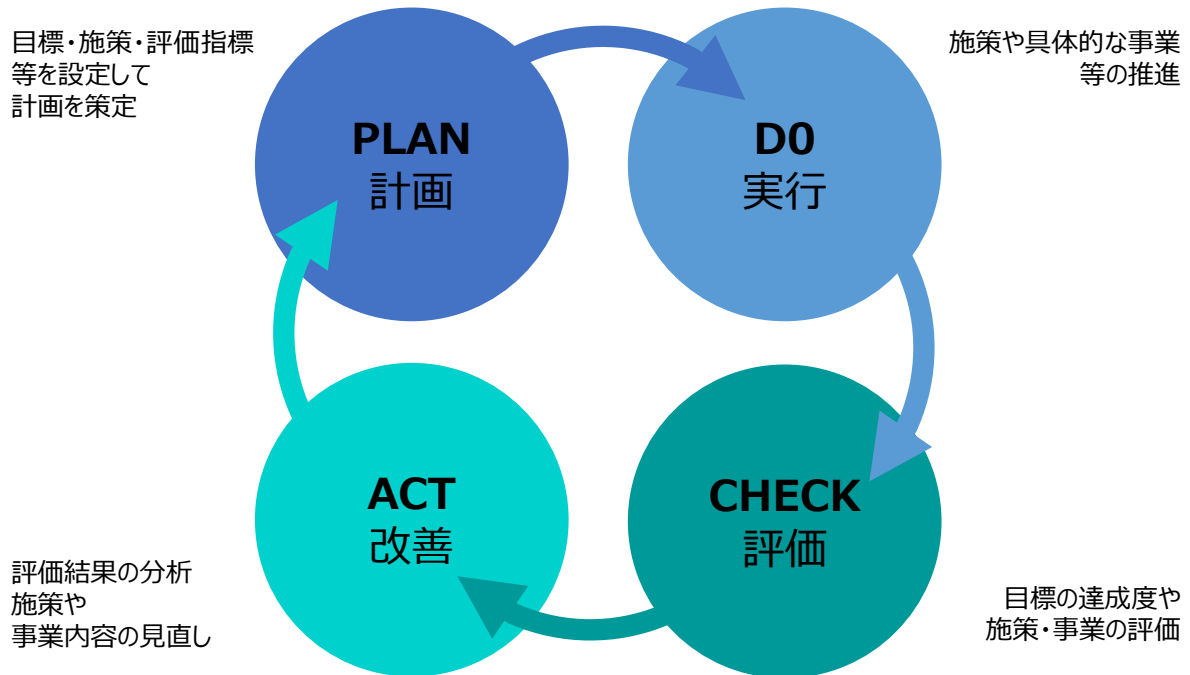 目標・施策・評価指標
等を設定して
計画を策定
PLAN
計画
D0
実行
施策や具体的な事業
等の推進
ACT
改善
CHECK
評価
評価結果の分析
施策や
事業内容の見直し
目標の達成度や
施策・事業の評価